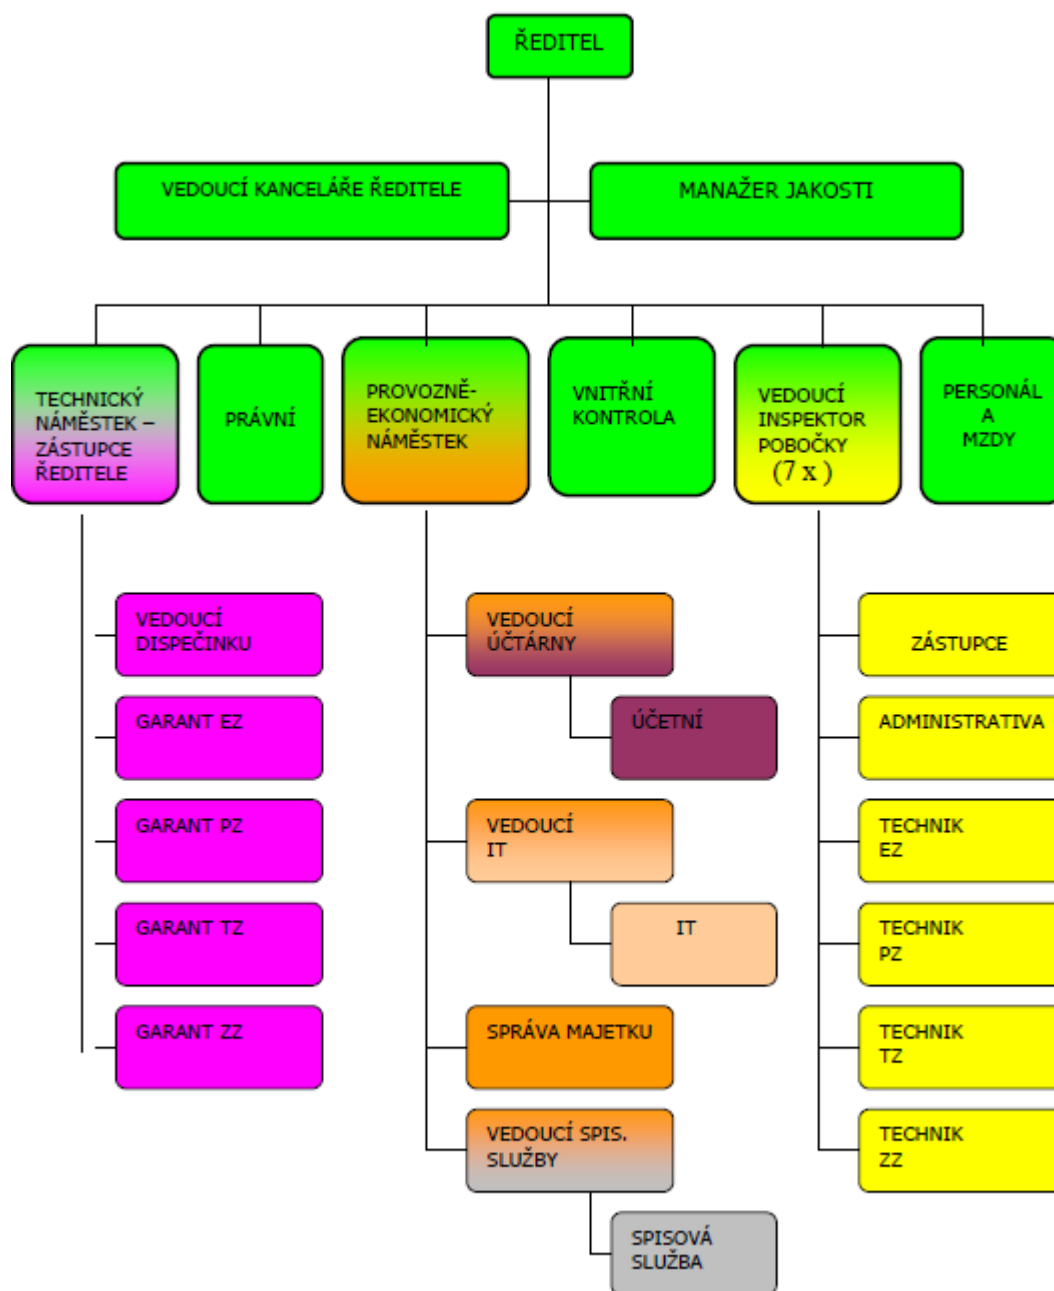 ŘEDITEL
VEDOUCÍ KANCELÁŘE ŘEDITELE
MANAŽER JAKOSTI
TECHNICKÝ
NÁMĚSTEK –
ZÁSTUPCE
ŘEDITELE
PRÁVNÍ
PROVOZNĚ-
EKONOMICKÝ
NÁMĚSTEK
VNITŘNÍ
KONTROLA
VEDOUCÍ
INSPEKTOR
POBOČKY
(7 x )
PERSONÁL
A
MZDY
VEDOUCÍ
DISPEČINKU
GARANT EZ
GARANT PZ
GARANT TZ
GARANT ZZ
VEDOUCÍ
ÚČTÁRNY
ÚČETNÍ
VEDOUCÍ
IT
IT
SPRÁVA MAJETKU
VEDOUCÍ SPIS.
SLUŽBY
SPISOVÁ
SLUŽBA
ZÁSTUPCE
ADMINISTRATIVA
TECHNIK
EZ
TECHNIK
PZ
TECHNIK
TZ
TECHNIK
ZZ